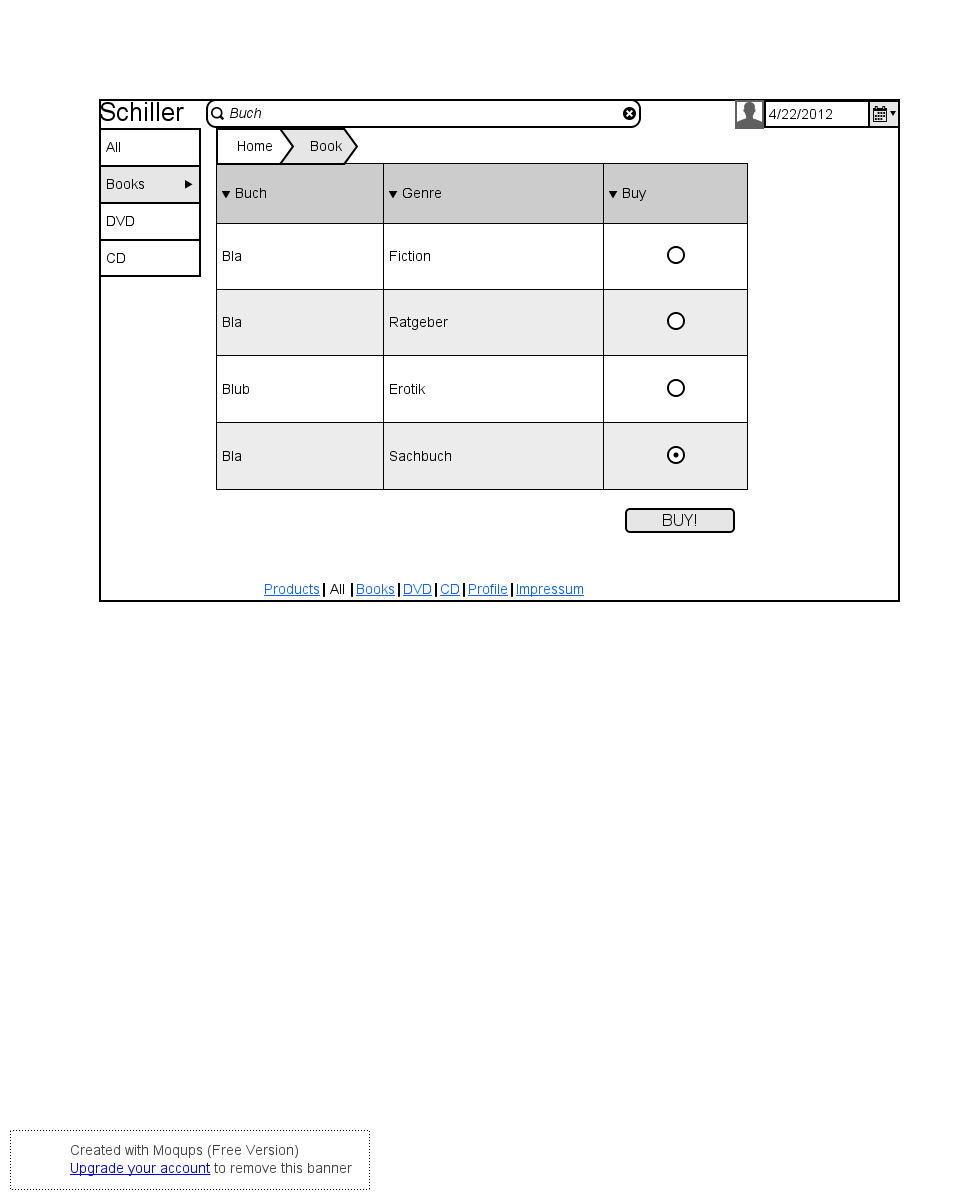 Schiller
Buch
4/22/2012
All
Books
DVD
CD
Home Book
Buch Genre Buy
Bla Fiction
Bla Ratgeber
Blub Erotik
Bla Sachbuch
BUY!
Products | All | Books | DVD | CD | Profile | Impressum
Created with Moqups (Free Version)
Upgrade your account to remove this banner